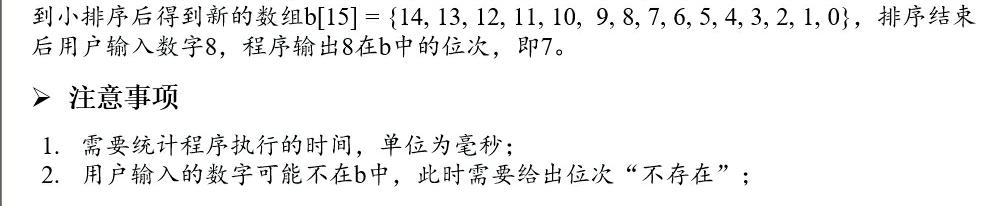 到小排序后得到新的数组b[15] = {14, 13, 12, 11, 10, 9, 8, 7, 6, 5, 4, 3, 2, 1, 0}，排序结束
后用户输入数字8，程序输出8在b中的位次，即7。
➢ 注意事项
1. 需要统计程序执行的时间，单位为毫秒；
2. 用户输入的数字可能不在b中，此时需要给出位次“不存在”；